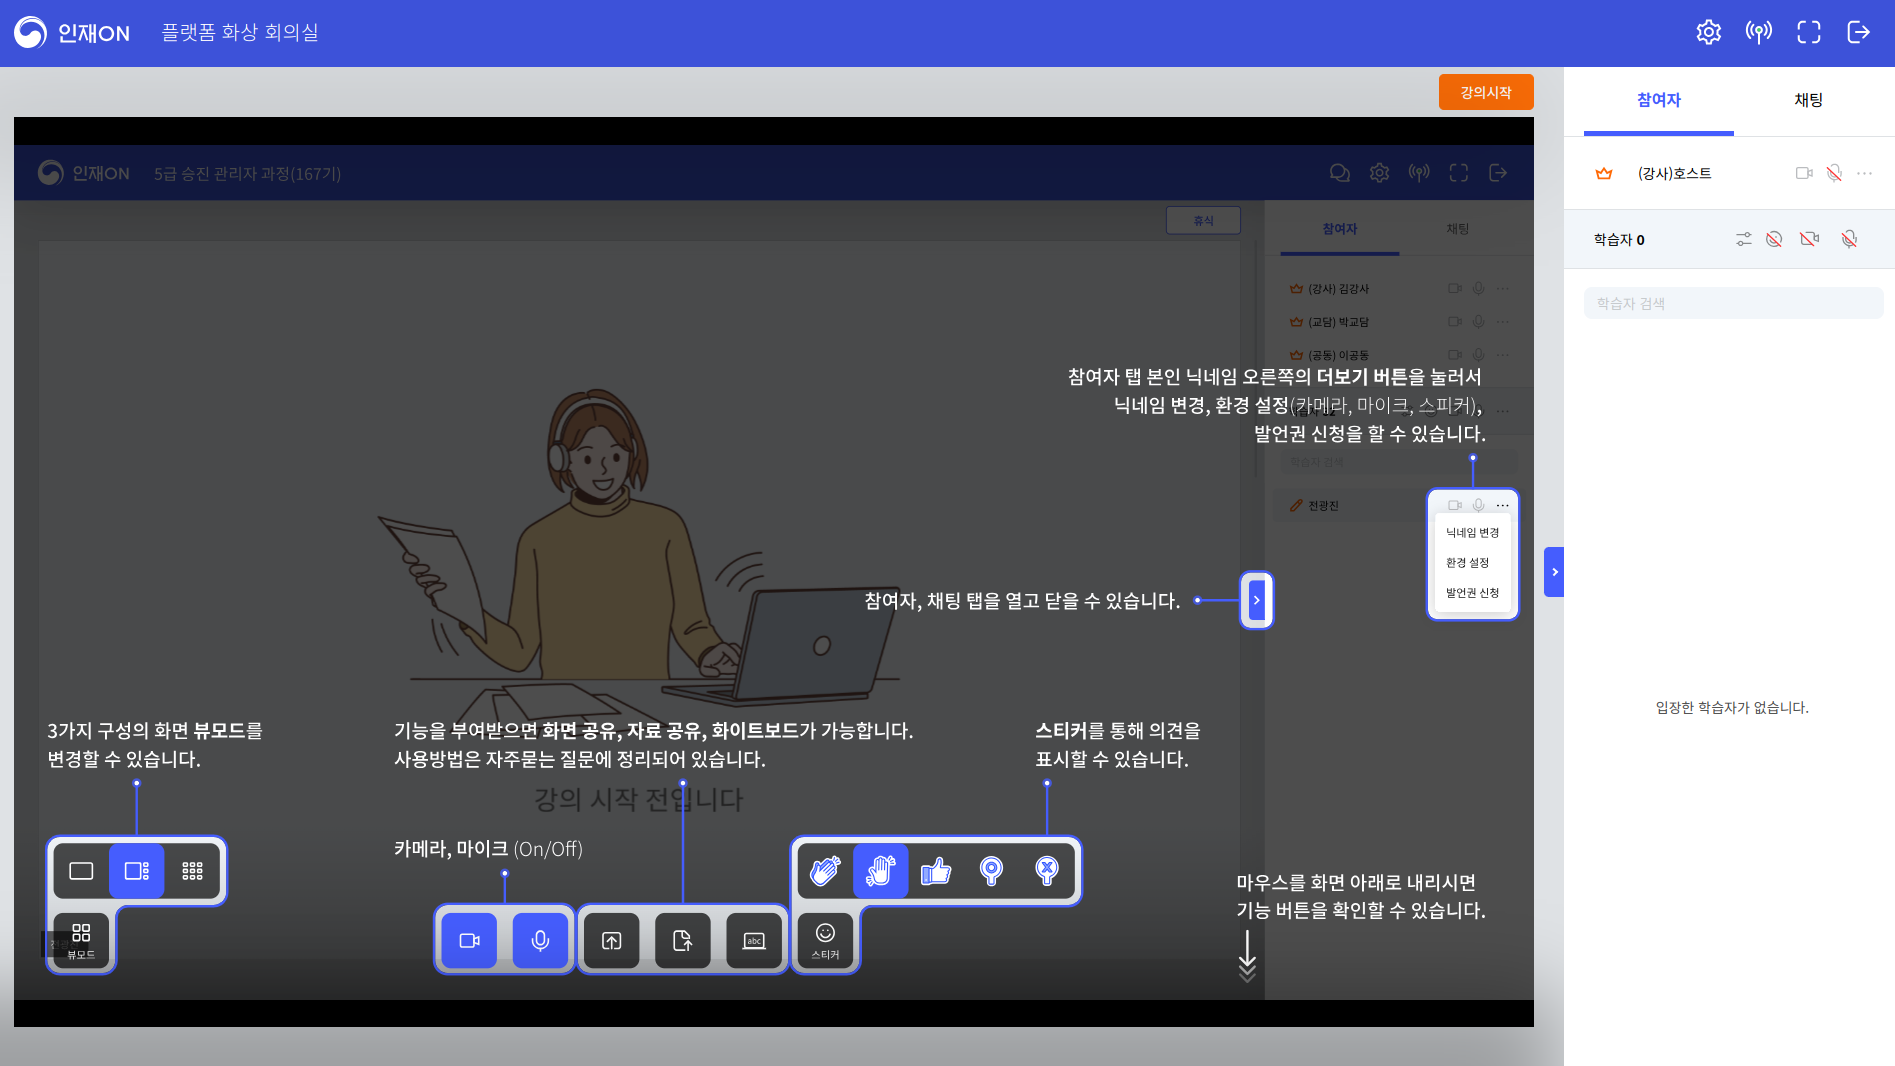 인재ON 플랫폼 화상 회의실
강의시작
참여자 채팅
(강사)호스트
학습자 0
학습자 검색
입장한 학습자가 없습니다.
인재ON 5급 승진 관리자 과정(167기)
휴식
참여자 채팅
(강사) 김강사
(교담) 박교담
(공동) 이공동
참여자 탭 본인 닉네임 오른쪽의 더보기 버튼을 눌러서
닉네임 변경, 환경 설정(카메라, 마이크, 스피커),
발언권 신청을 할 수 있습니다.
학습자 검색
전광진
닉네임 변경
환경 설정
발언권 신청
참여자, 채팅 탭을 열고 닫을 수 있습니다.
3가지 구성의 화면 뷰모드를
변경할 수 있습니다.
기능을 부여받으면 화면 공유, 자료 공유, 화이트보드가 가능합니다.
사용방법은 자주묻는 질문에 정리되어 있습니다.
스티커를 통해 의견을
표시할 수 있습니다.
강의 시작 전입니다
카메라, 마이크 (On/Off)
마우스를 화면 아래로 내리시면
기능 버튼을 확인할 수 있습니다.
뷰모드
abc
스티커